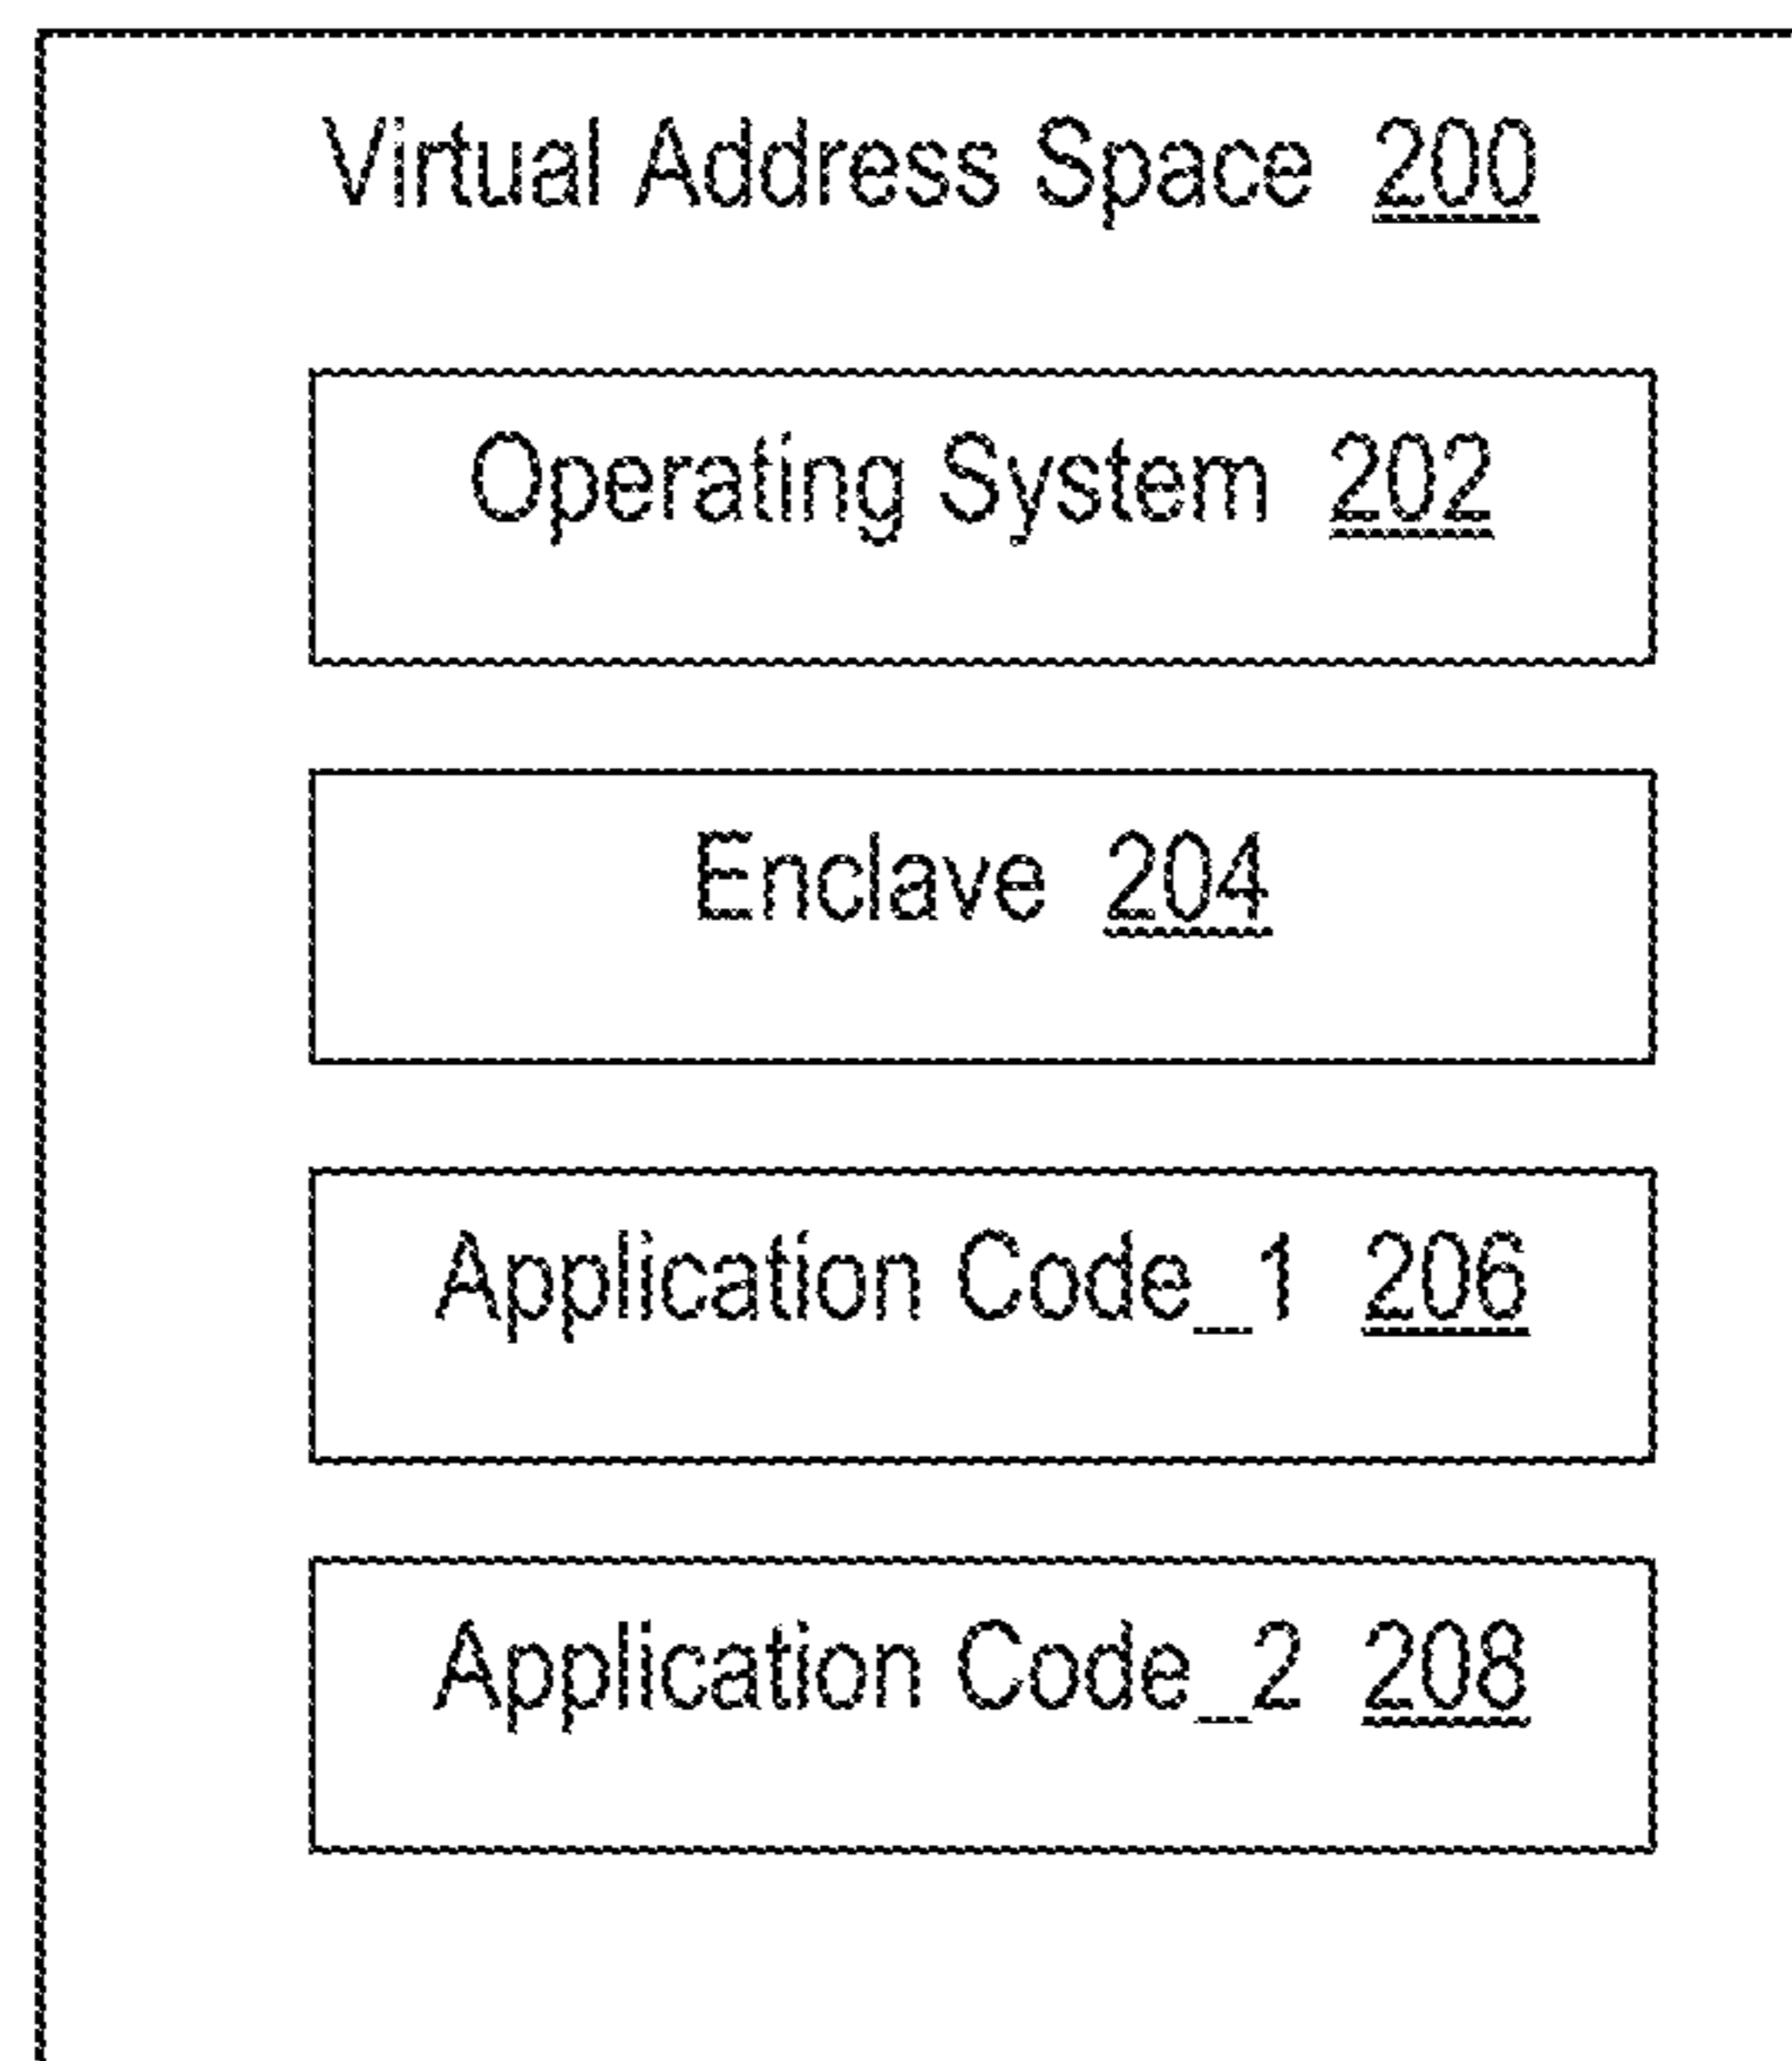 Virtual Address Space 200
Operating System 202
Enclave 204
Application Code_1 206
Application Code_2 208